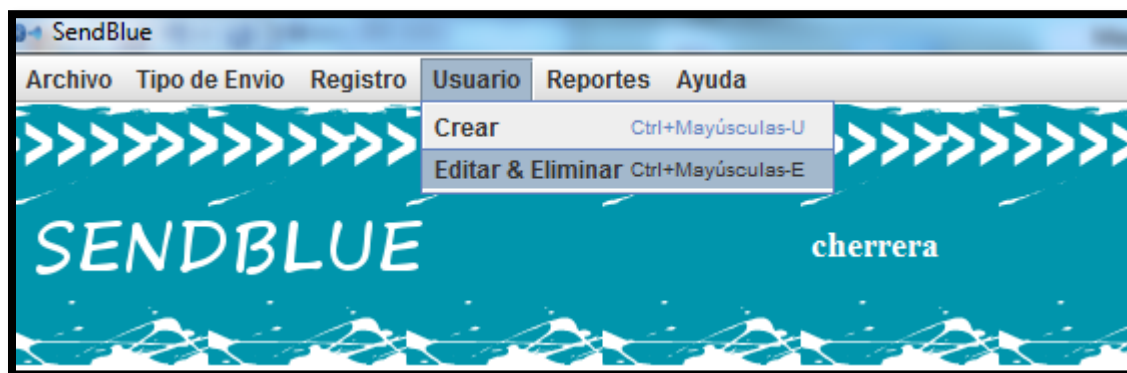 SendBlue
Archivo Tipo de Envio Registro Usuario Reportes Ayuda
Crear Ctrl+Mayúsculas-U
Editar & Eliminar Ctrl+Mayúsculas-E
SENDBLUE
cherrera